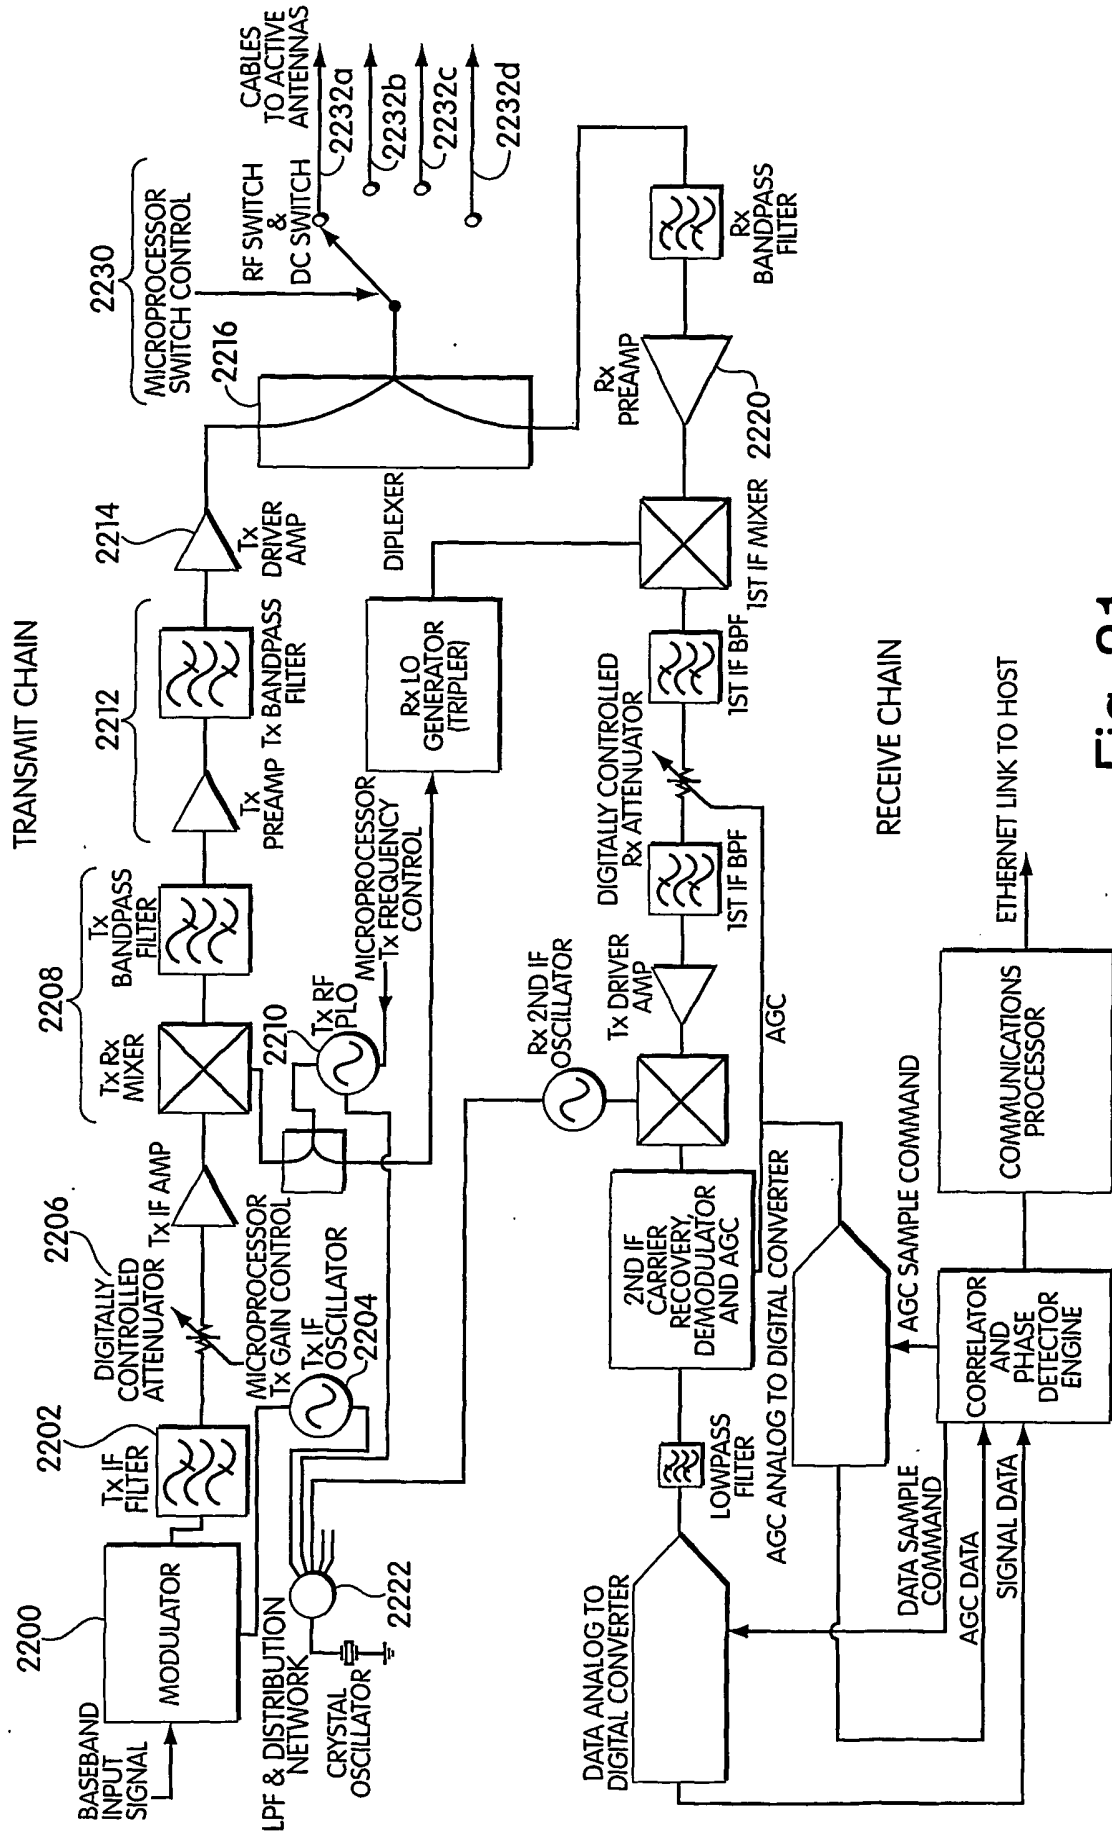 TRANSMIT CHAIN
2200
BASEBAND
INPUT
SIGNAL
MODULATOR
2202
Tx IF
FILTER
2206
DIGITALLY
CONTROLLED
ATTENUATOR
MICROPROCESSOR
Tx GAIN CONTROL
Tx IF AMP
2208
Tx Rx
MIXER
Tx
BANDPASS
FILTER
2212
Tx
PREAMP
Tx BANDPASS
FILTER
2214
Tx
DRIVER
AMP
2216
DIPLEXER
2230
MICROPROCESSOR
SWITCH CONTROL
RF SWITCH
&
DC SWITCH
CABLES
TO ACTIVE
ANTENNAS
2232a
2232b
2232c
2232d
Tx IF
OSCILLATOR
2204
2210
Tx RF
PLO
MICROPROCESSOR
Tx FREQUENCY
CONTROL
Rx LO
GENERATOR
(TRIPLER)
LPF & DISTRIBUTION
NETWORK
CRYSTAL
OSCILLATOR
2222
Rx
BANDPASS
FILTER
Rx
PREAMP
2220
1ST IF MIXER
1ST IF BPF
DIGITALLY CONTROLLED
Rx ATTENUATOR
1ST IF BPF
Tx DRIVER
AMP
Rx 2ND IF
OSCILLATOR
2ND IF
CARRIER
RECOVERY,
DEMODULATOR
AND AGC
AGC
LOWPASS
FILTER
DATA ANALOG TO
DIGITAL CONVERTER
AGC ANALOG TO DIGITAL CONVERTER
AGC SAMPLE COMMAND
DATA SAMPLE
COMMAND
AGC DATA
SIGNAL DATA
CORRELATOR
AND
PHASE
DETECTOR
ENGINE
COMMUNICATIONS
PROCESSOR
ETHERNET LINK TO HOST
RECEIVE CHAIN